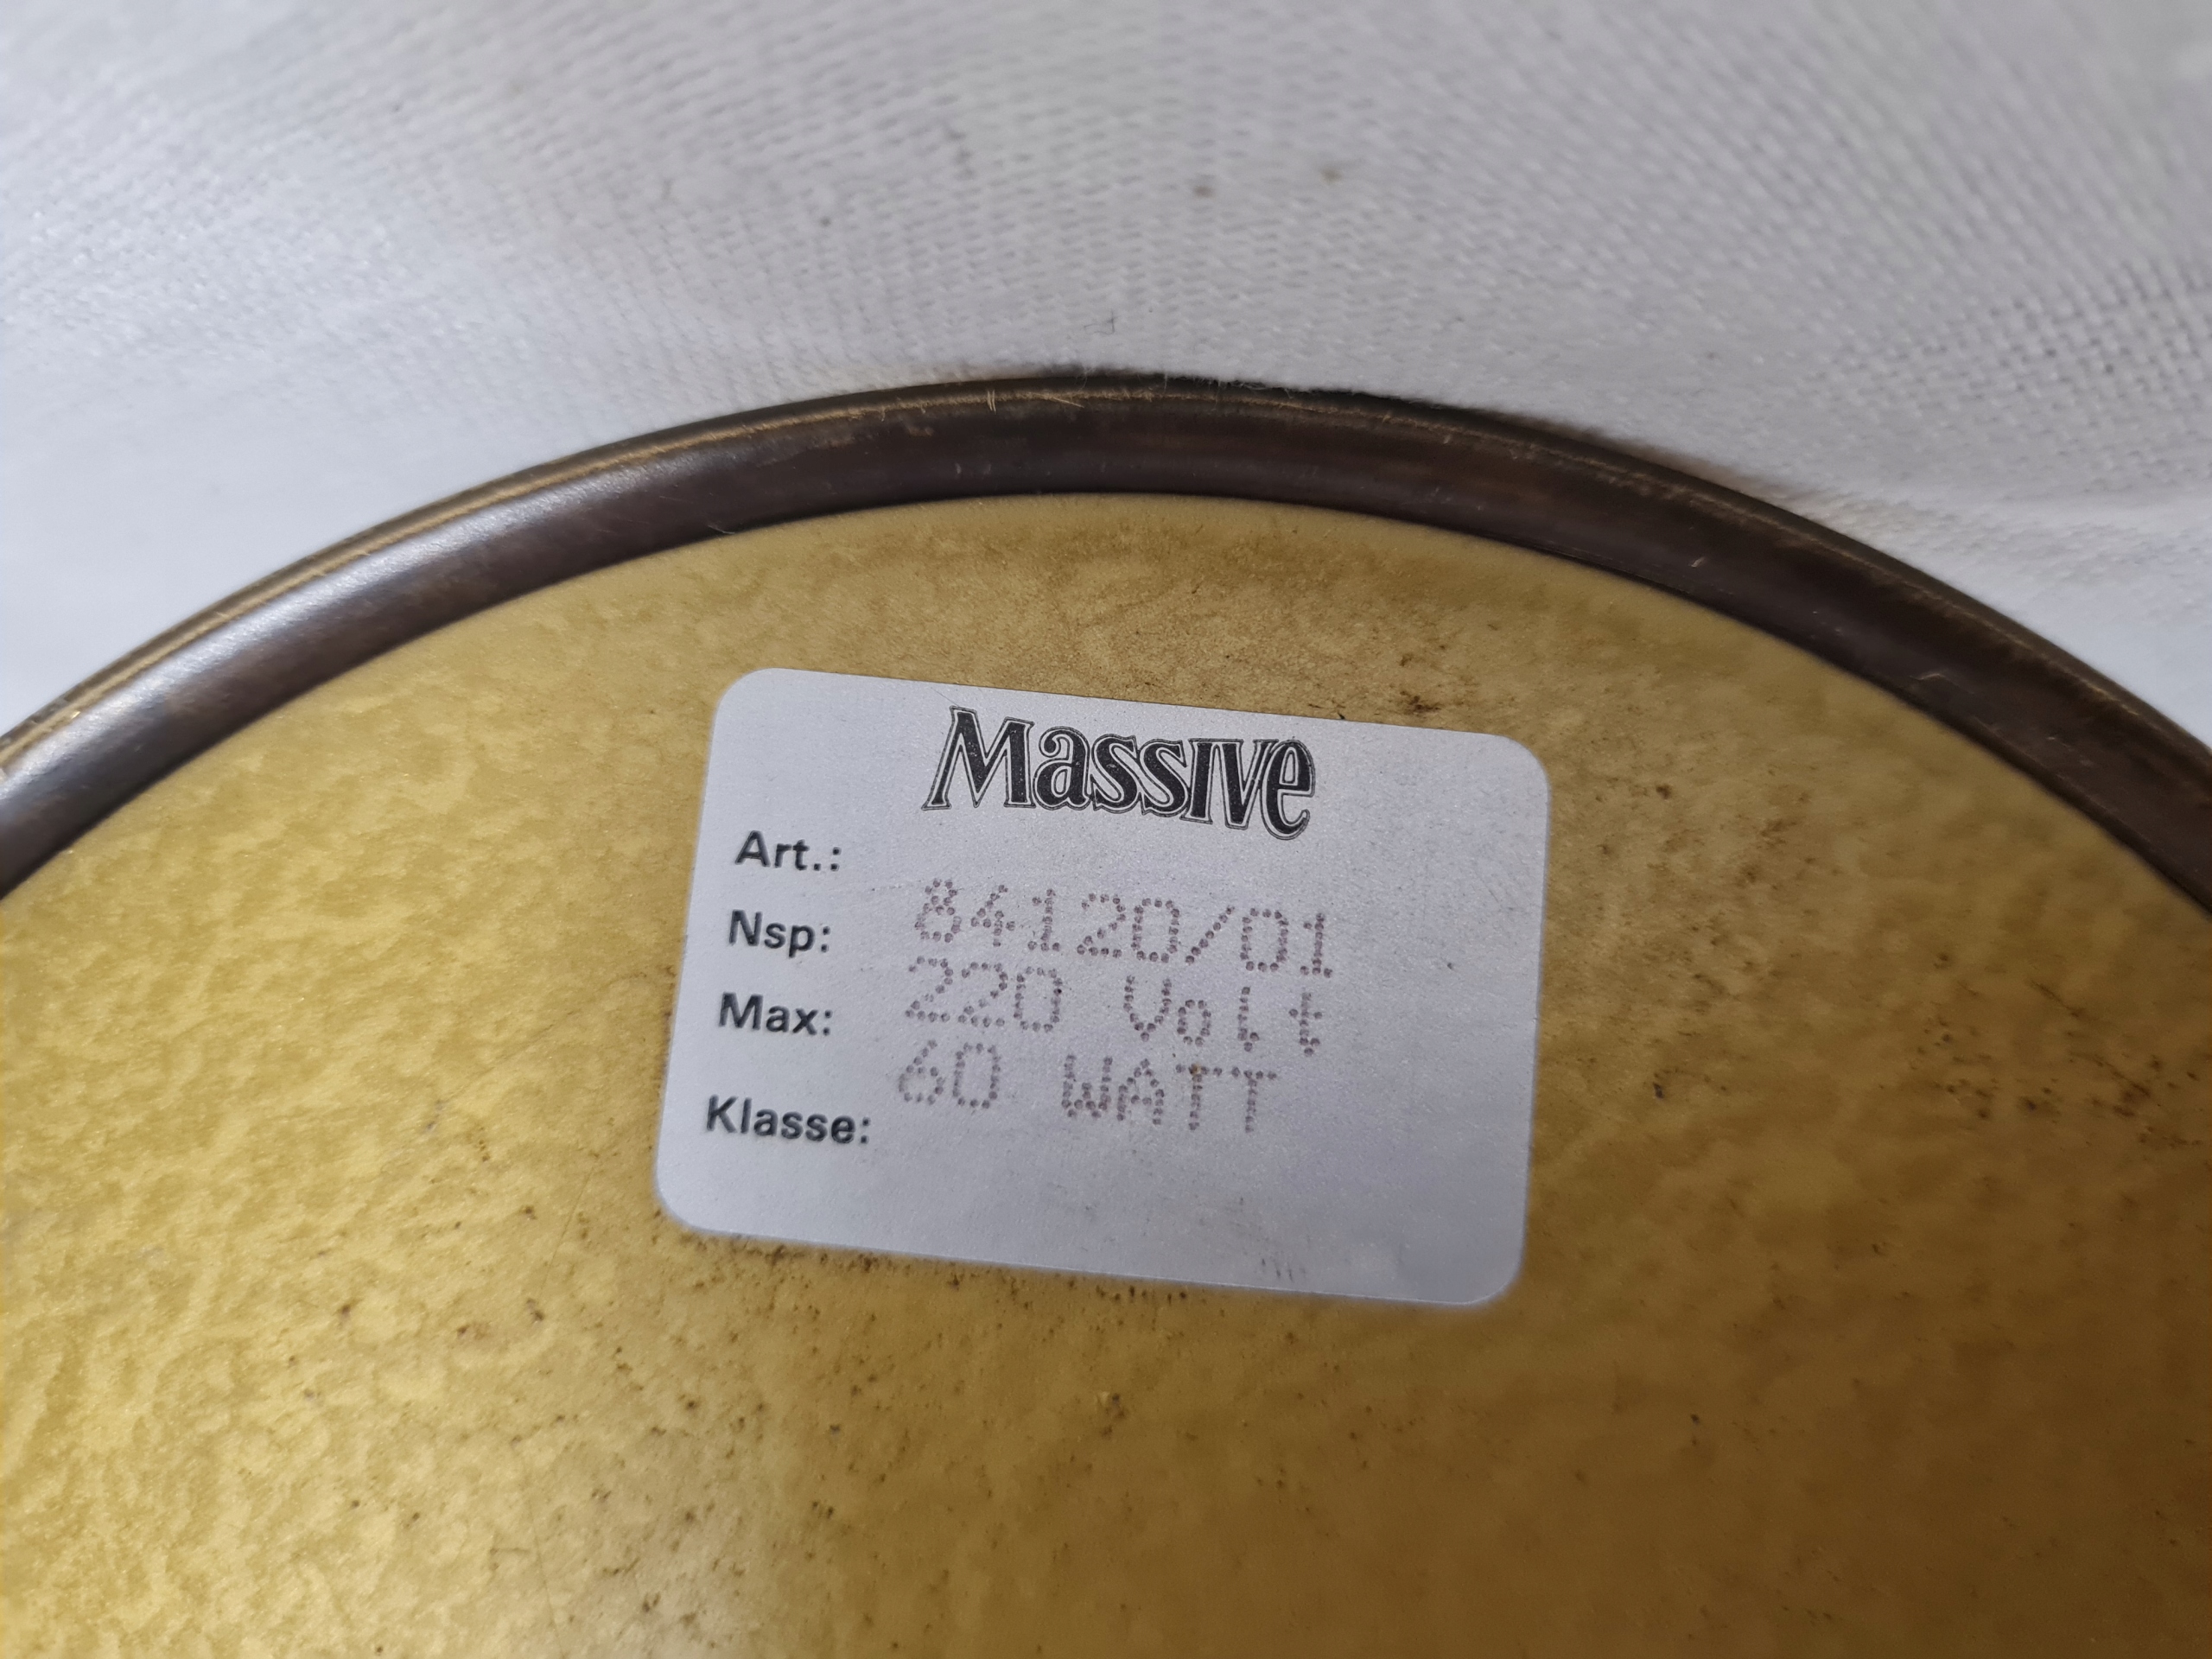 Massive
Art.: 84120/01
Nsp: 220 Volt
Max: 60 WATT
Klasse: